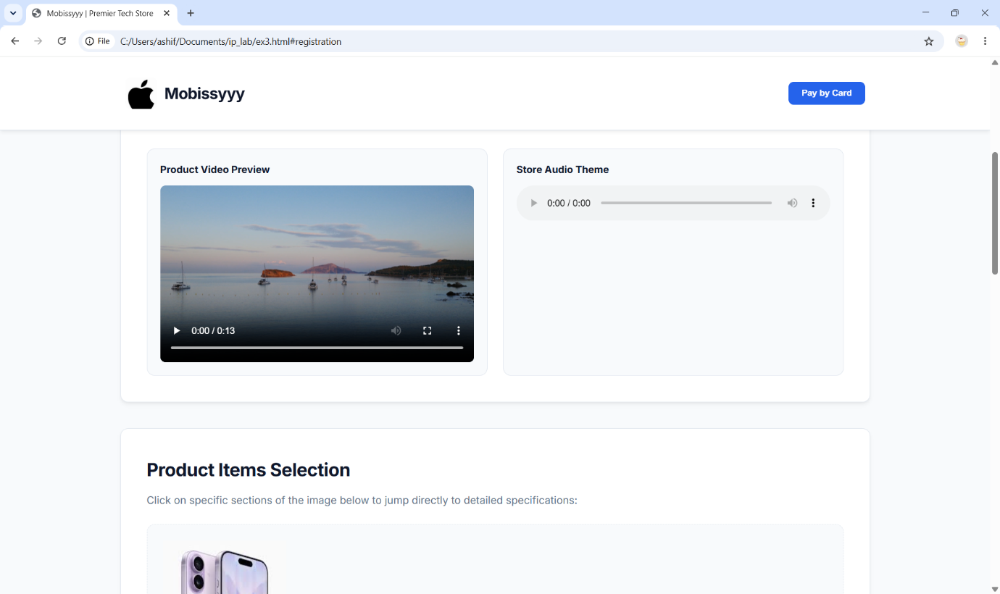 Mobissyyy | Premier Tech Store
File
C:/Users/ashif/Documents/ip_lab/ex3.html#registration
Mobissyyy
Pay by Card
Product Video Preview
Store Audio Theme
0:00 / 0:00
0:00 / 0:13
Product Items Selection
Click on specific sections of the image below to jump directly to detailed specifications: